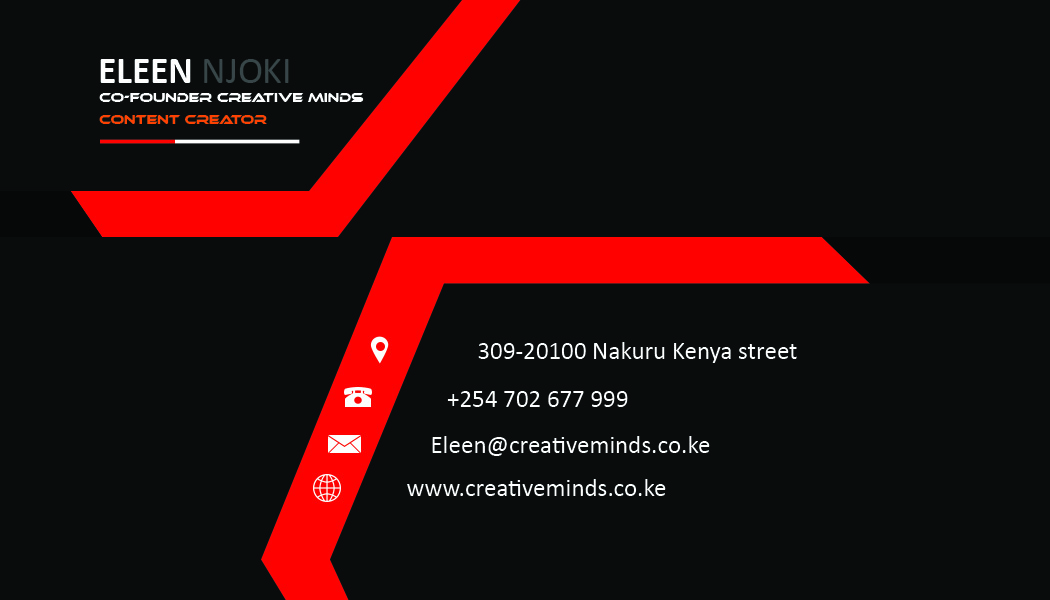 ELEEN NJOKI
CO-FOUNDER CREATIVE MINDS
CONTENT CREATOR
309-20100 Nakuru Kenya street
+254 702 677 999
Eleen@creativeminds.co.ke
www.creativeminds.co.ke